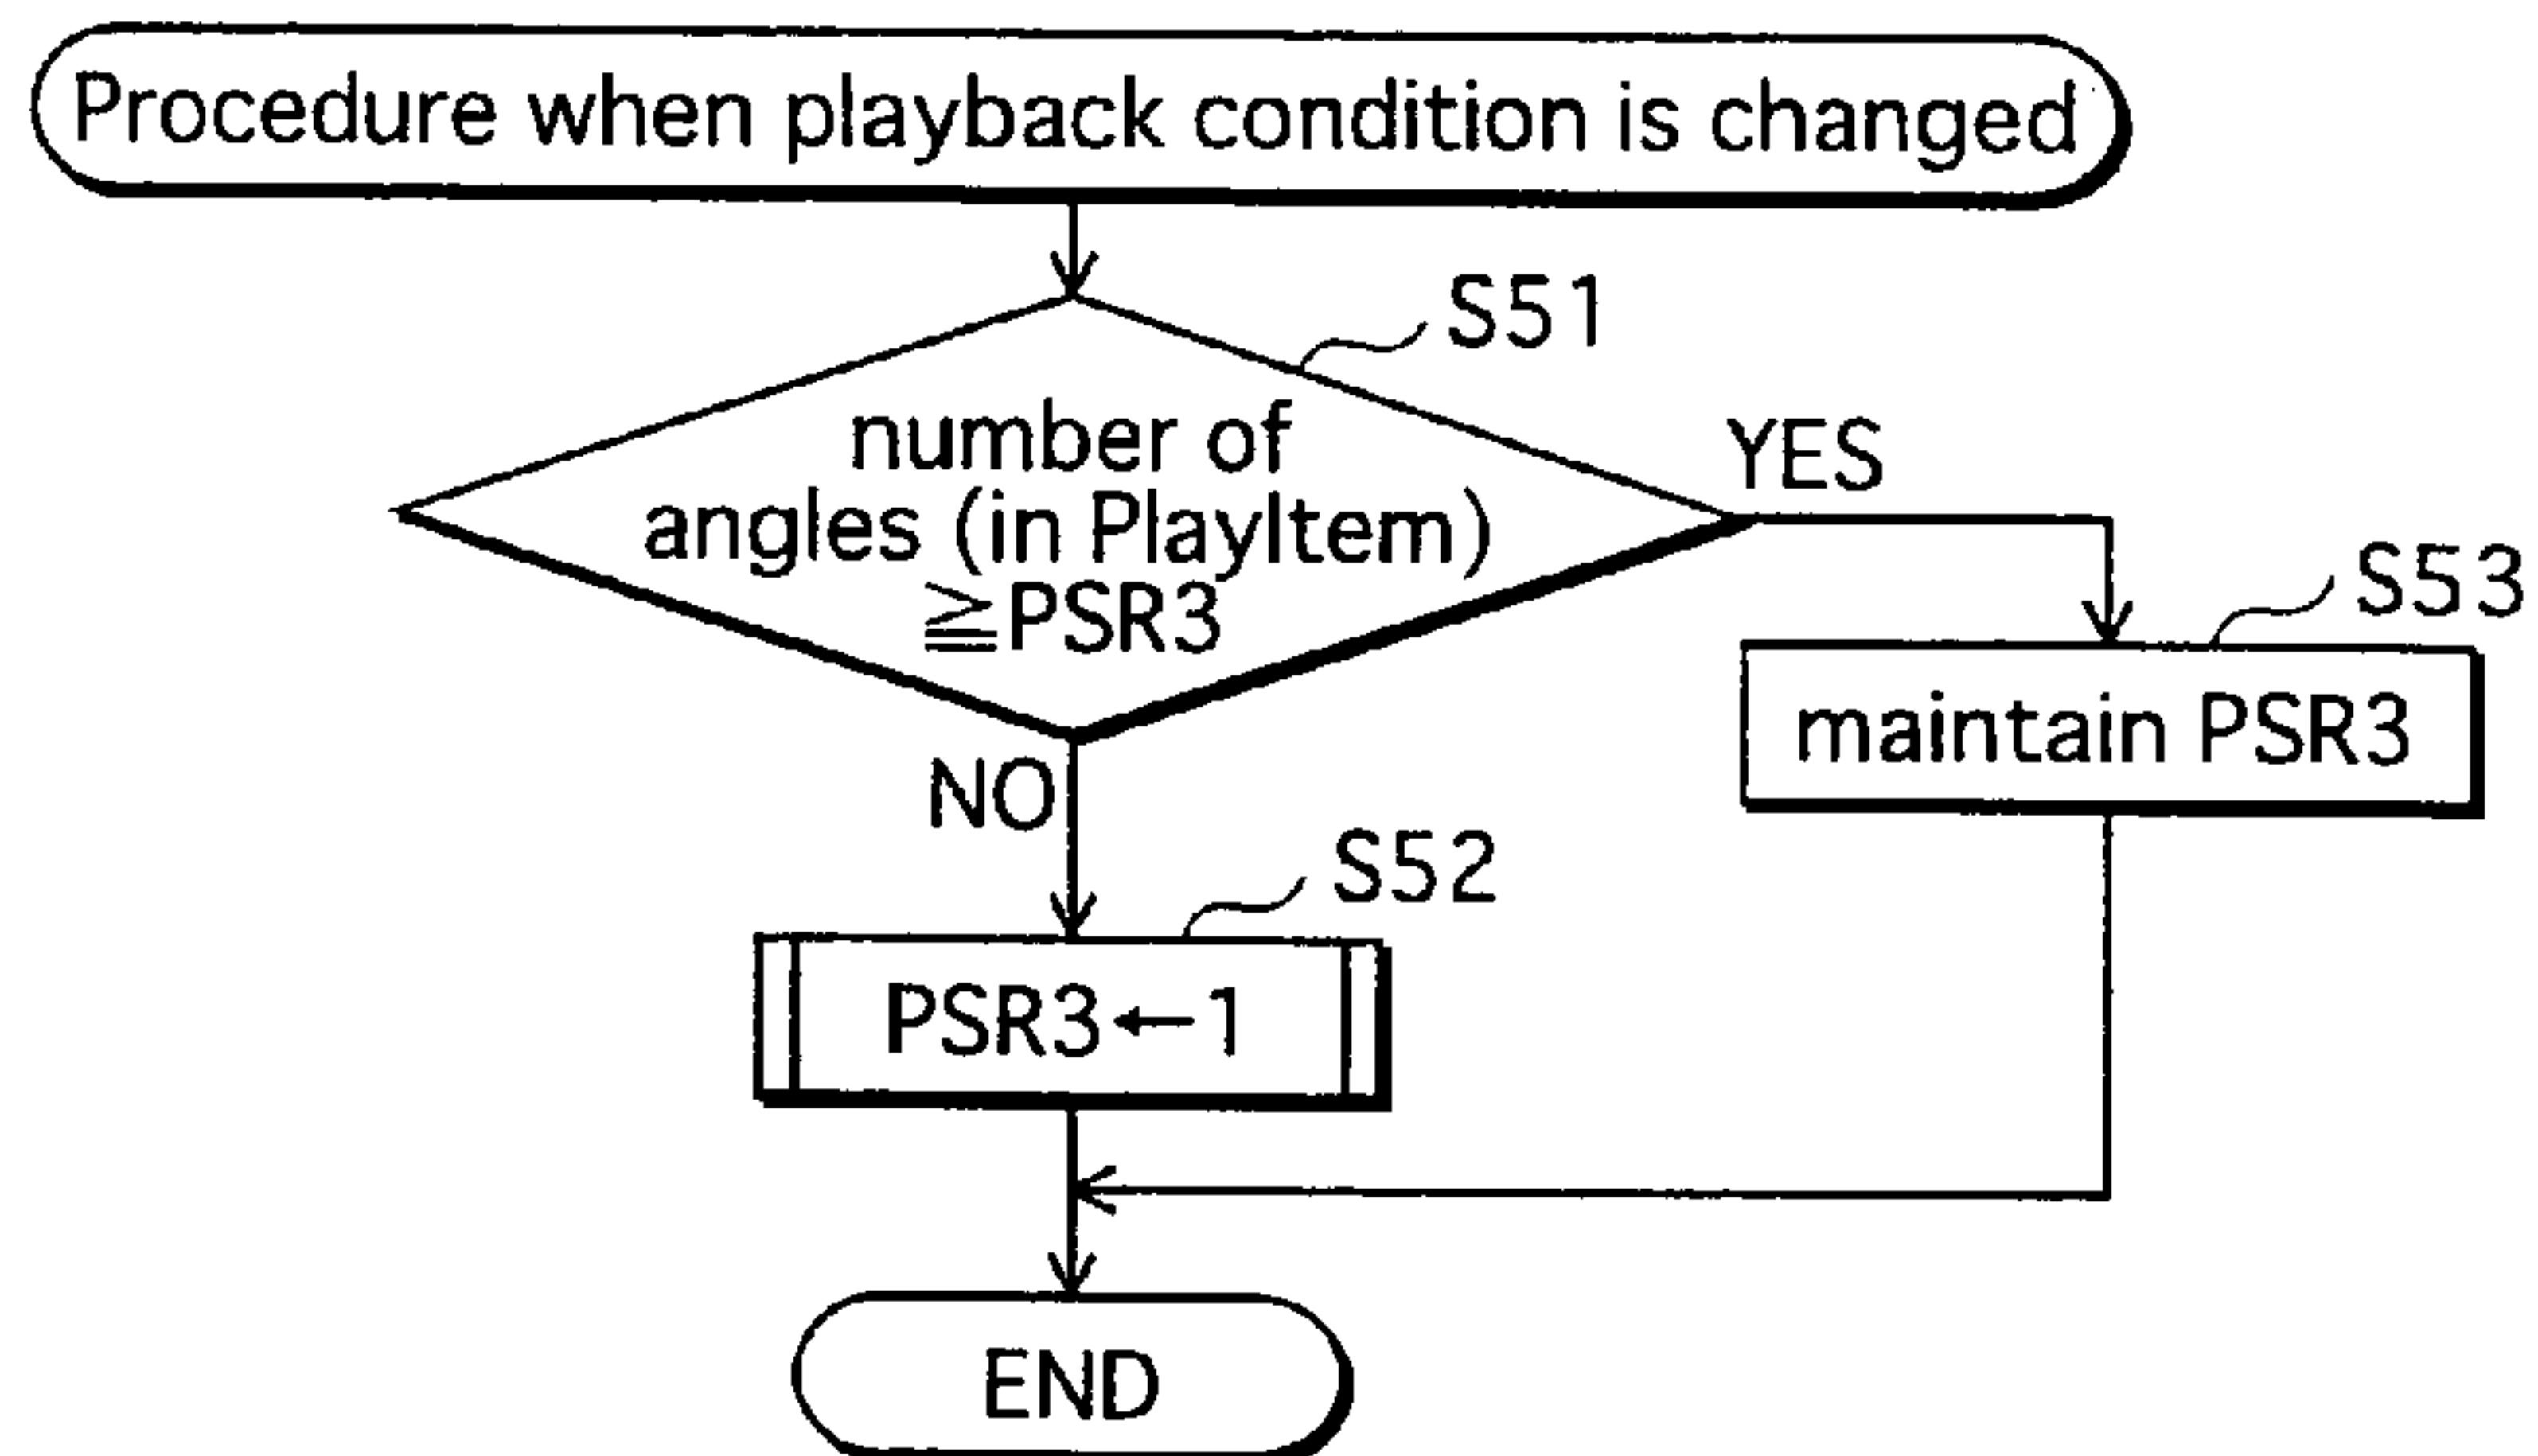 Procedure when playback condition is changed
S51
number of
angles (in PlayItem)
≧PSR3
YES
S53
maintain PSR3
NO
S52
PSR3←1
END